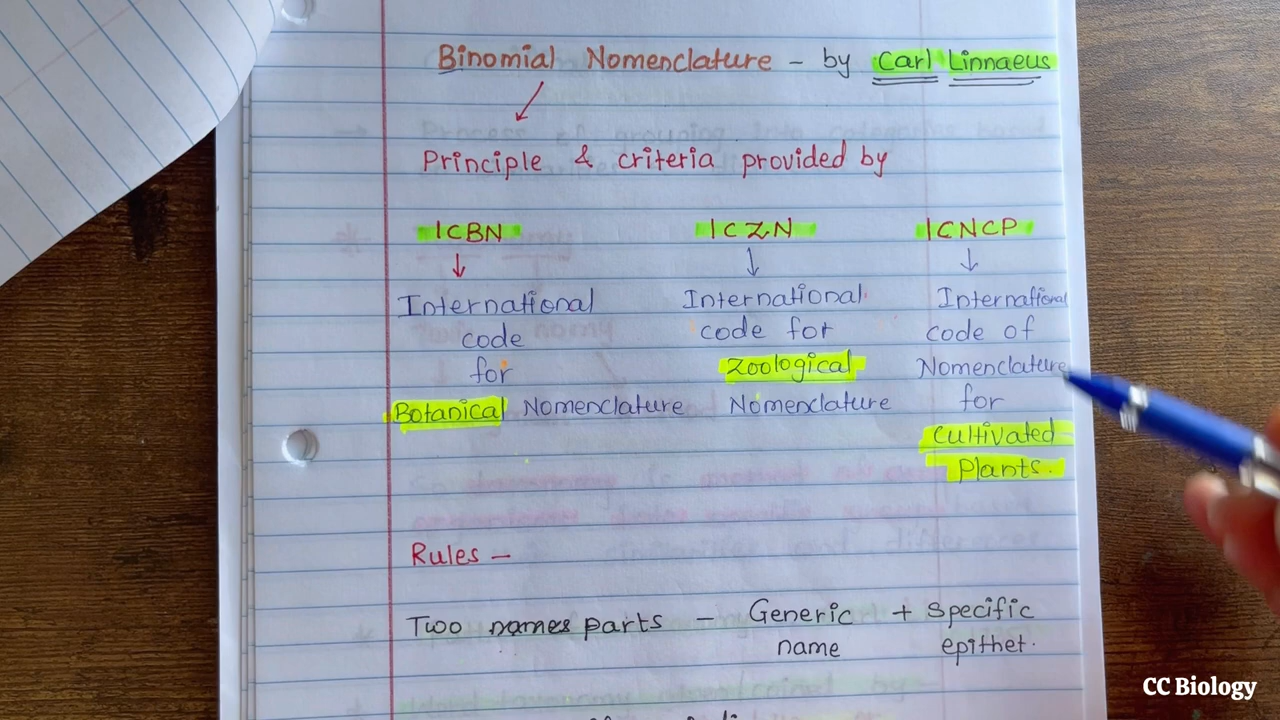 Binomial Nomenclature - by Carl Linnaeus
Principle & criteria provided by
ICBN ICZN ICNCP
International International International
code code for code of
for Zoological Nomenclature
Botanical Nomenclature Nomenclature for
Cultivated
Plants.
Rules -
Two names parts - Generic + Specific
name epithet.
CC Biology